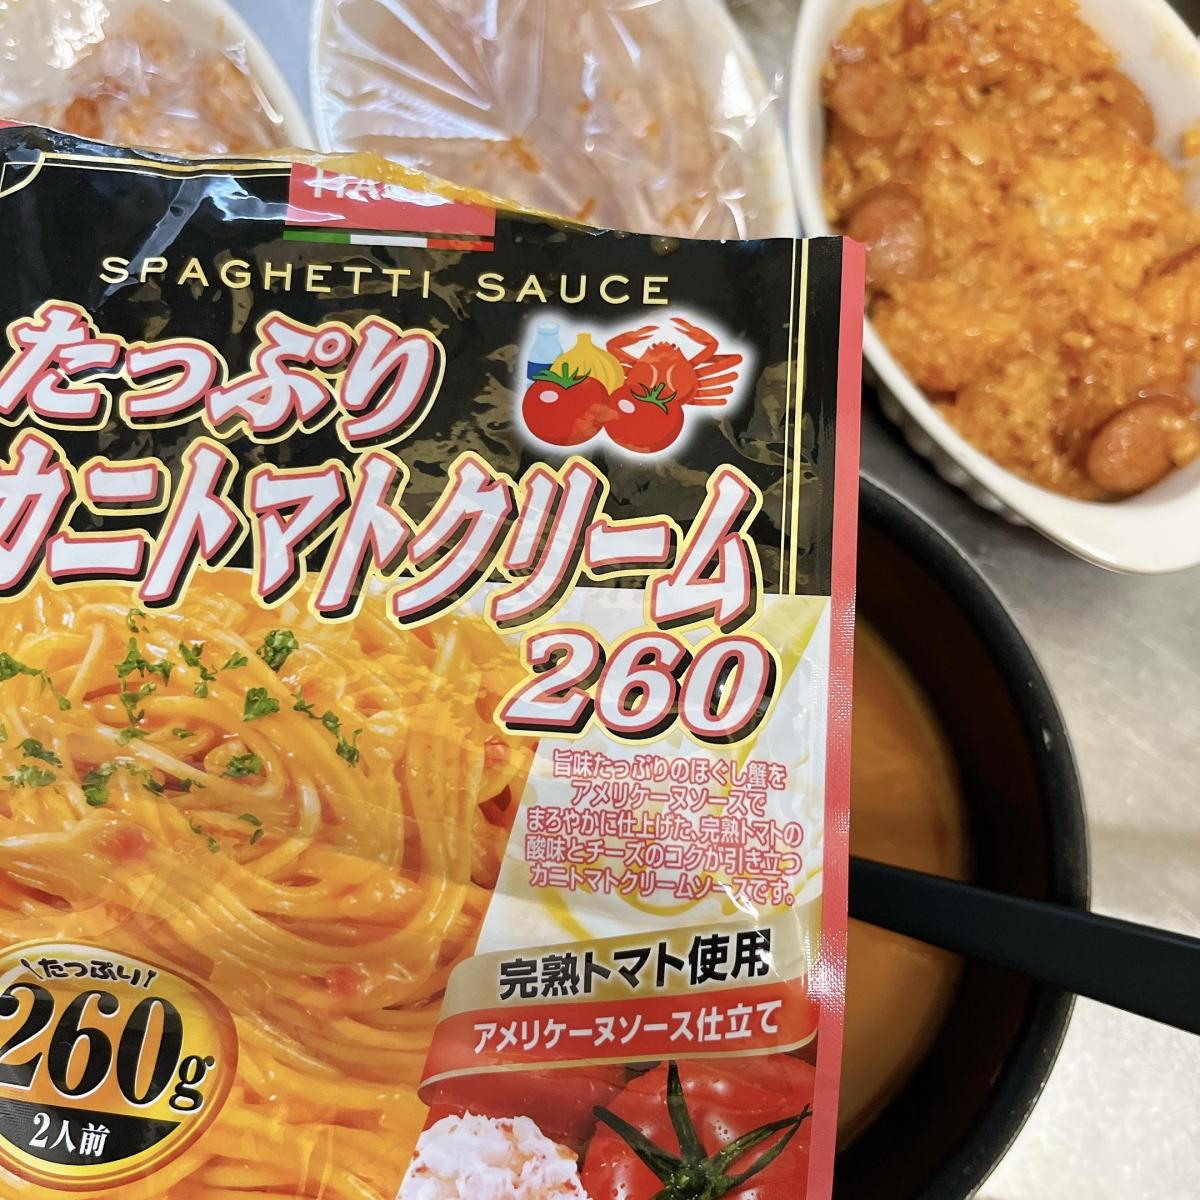 SPAGHETTI SAUCE
たっぷり
カニトマトクリーム
260
旨味たっぷりのほぐし蟹を
アメリケーヌソースで
まろやかに仕上げた、完熟トマトの
酸味とチーズのコクが引き立つ
カニトマトクリームソースです。
完熟トマト使用
アメリケーヌソース仕立て
たっぷり
260g
2人前